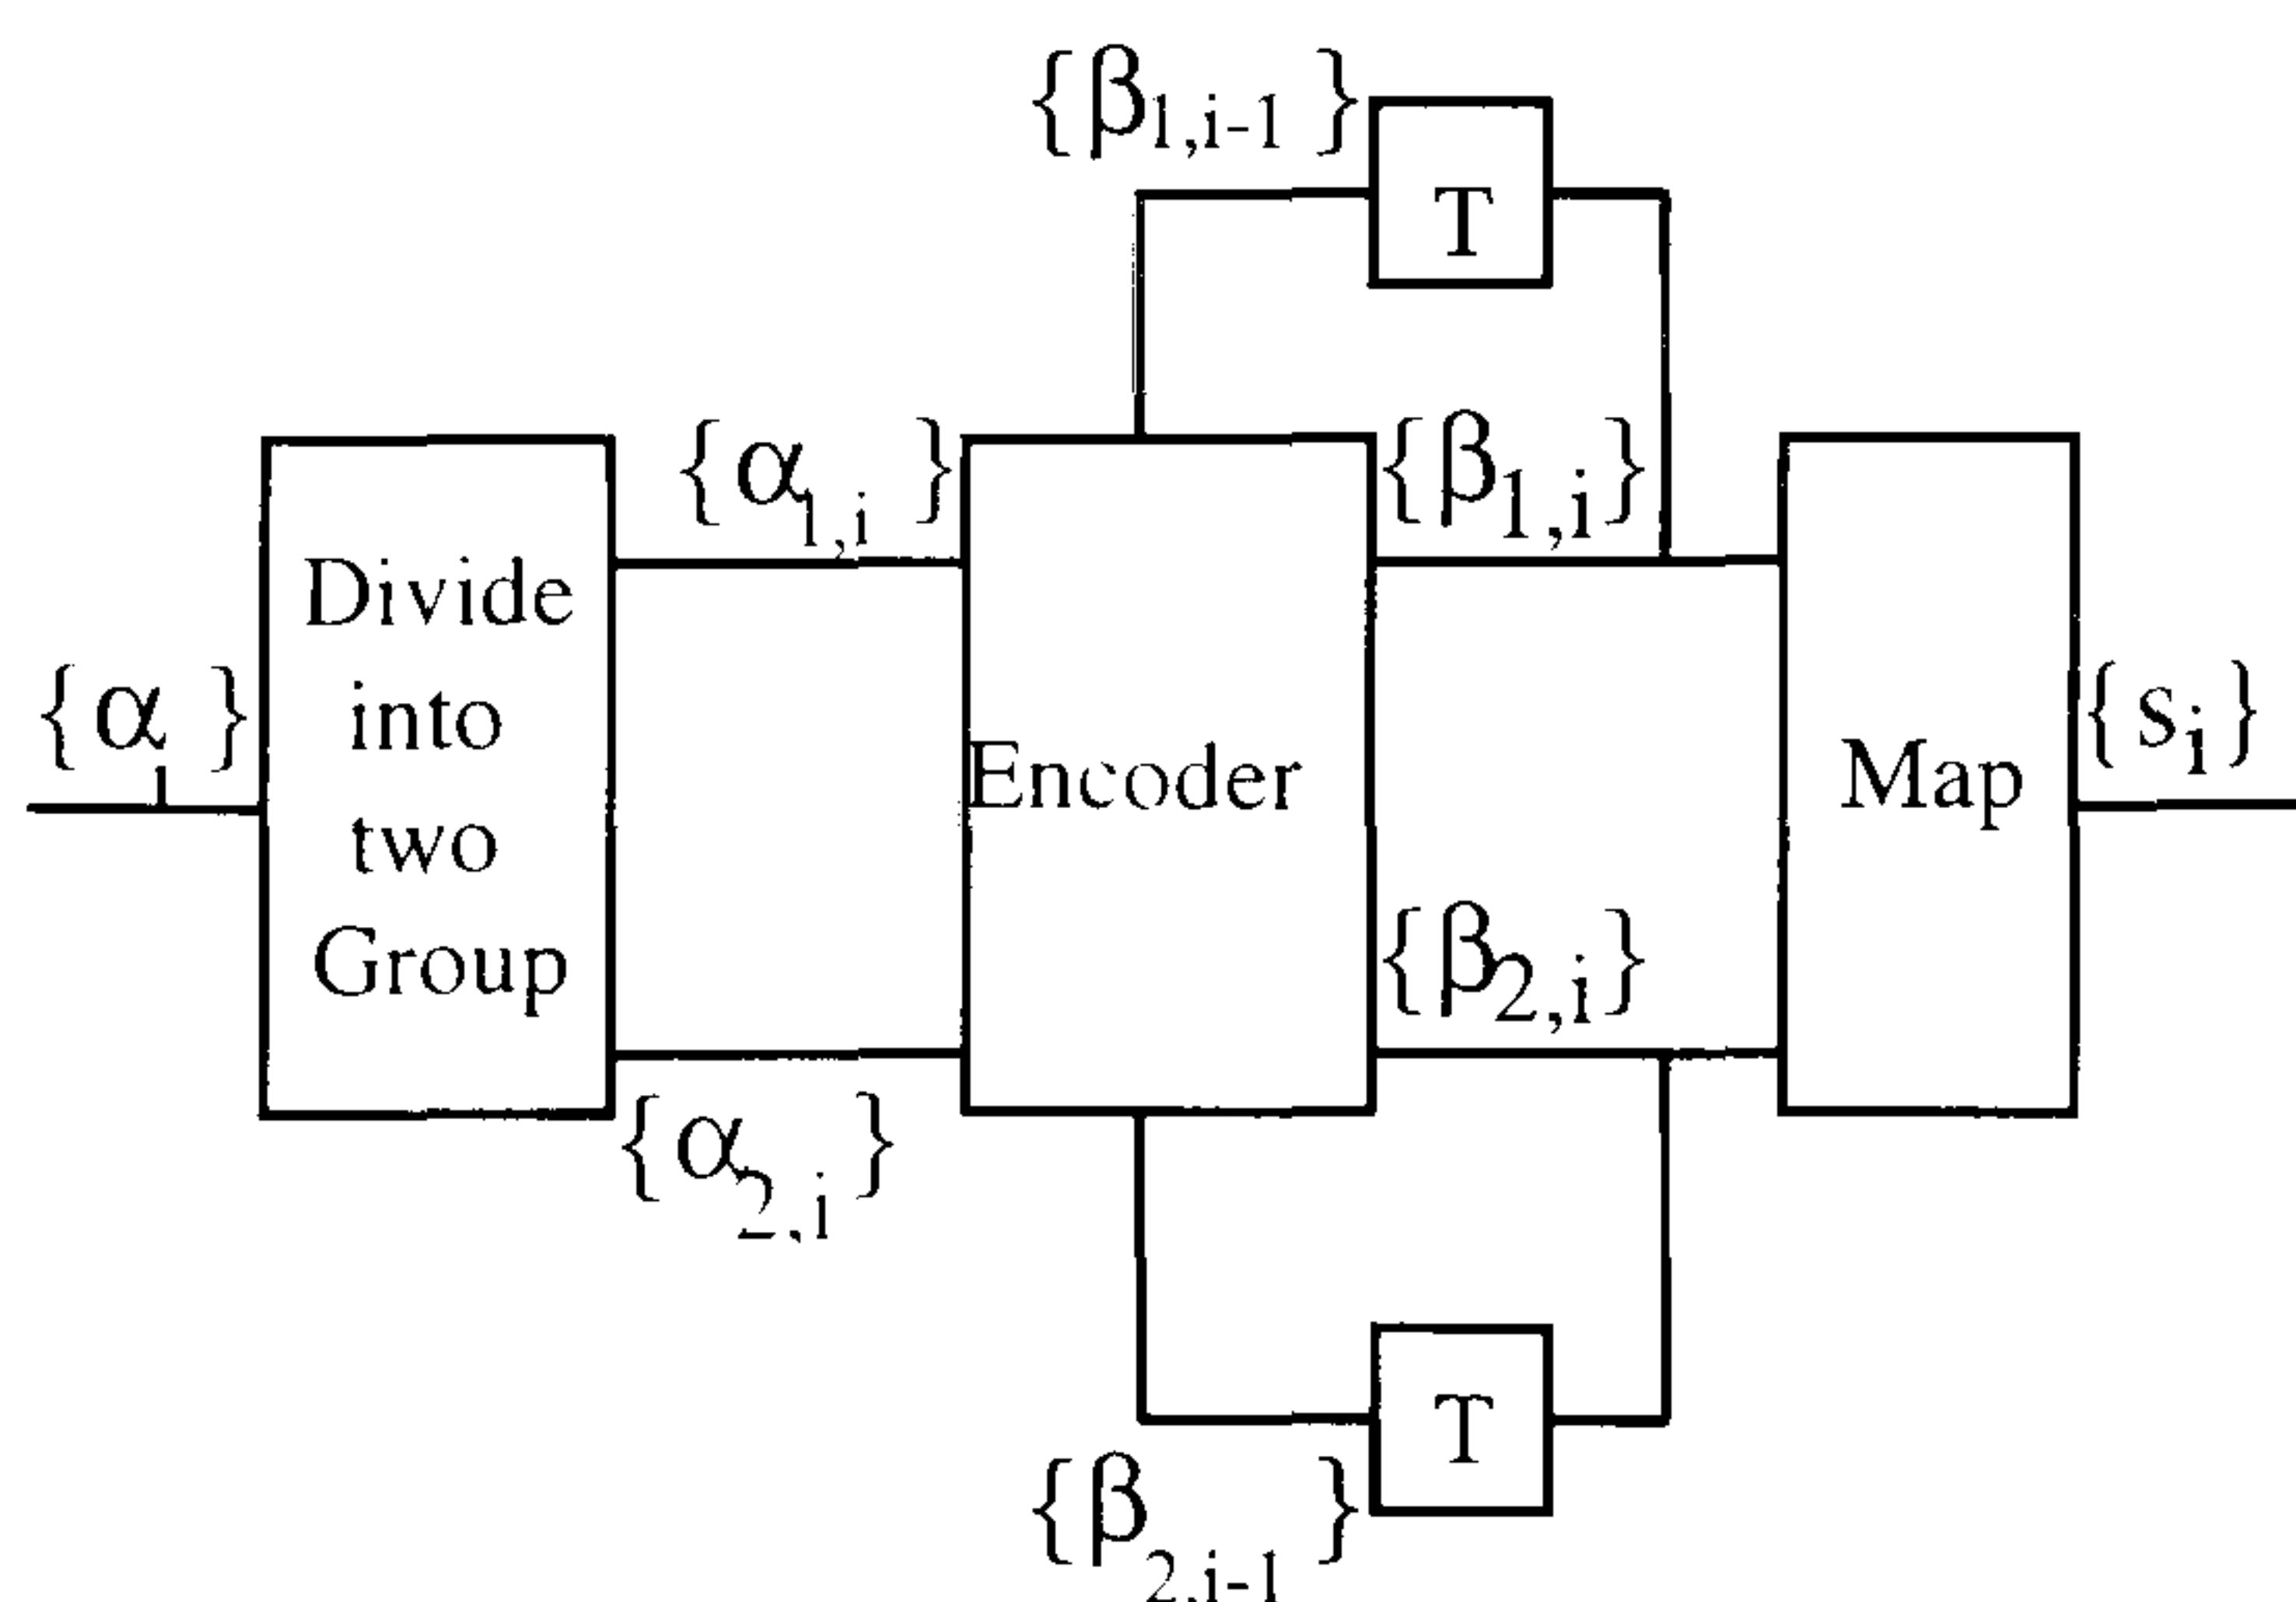 {β1,i-1}
T
{α1,i}
{β1,i}
Divide
into
two
Group
{αi}
Encoder
Map
{si}
{β2,i}
{α2,i}
T
{β2,i-1}